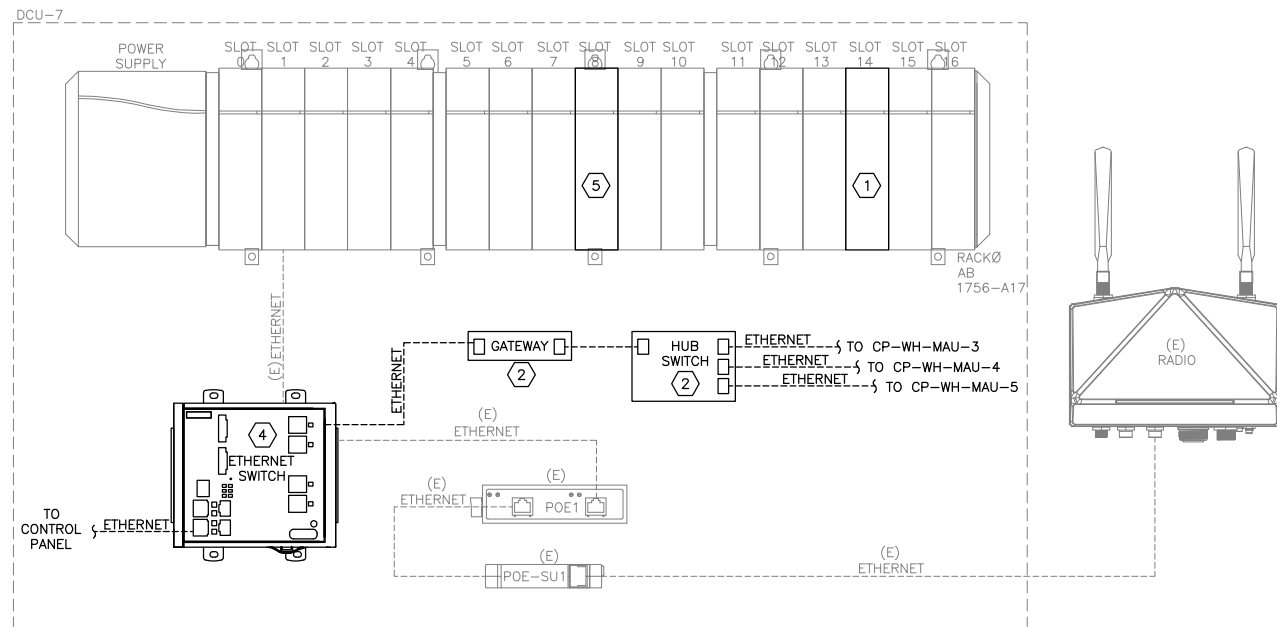 DCU-7
POWER
SUPPLY
SLOT
0
SLOT
1
SLOT
2
SLOT
3
SLOT
4
SLOT
5
SLOT
6
SLOT
7
SLOT
8
SLOT
9
SLOT
10
SLOT
11
SLOT
12
SLOT
13
SLOT
14
SLOT
15
SLOT
16
5
1
RACKØ
AB
1756-A17
(E) ETHERNET
ETHERNET
GATEWAY
2
HUB
SWITCH
2
ETHERNET
TO CP-WH-MAU-3
ETHERNET
TO CP-WH-MAU-4
ETHERNET
TO CP-WH-MAU-5
(E)
RADIO
4
ETHERNET
SWITCH
(E)
ETHERNET
(E)
ETHERNET
(E)
POE1
TO
CONTROL
PANEL
ETHERNET
(E)
POE-SU1
(E)
ETHERNET